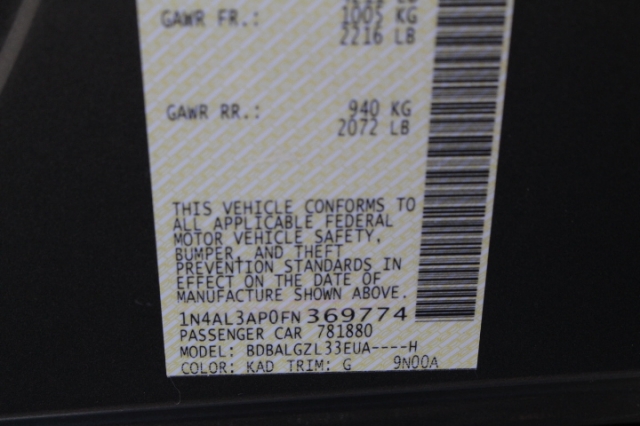 GAWR FR.: 1005 KG
2216 LB
GAWR RR.: 940 KG
2072 LB
THIS VEHICLE CONFORMS TO
ALL APPLICABLE FEDERAL
MOTOR VEHICLE SAFETY,
BUMPER, AND THEFT
PREVENTION STANDARDS IN
EFFECT ON THE DATE OF
MANUFACTURE SHOWN ABOVE.
1N4AL3AP0FN369774
PASSENGER CAR 781880
MODEL: BDBALGZL33EUA----H
COLOR: KAD TRIM: G 9N00A